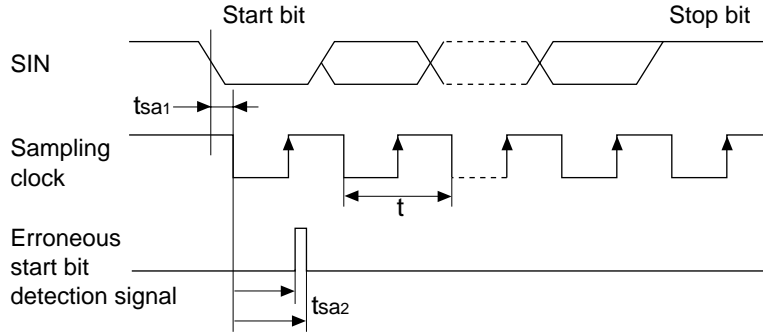 Start bit
Stop bit
SIN
tsa1
Sampling
clock
t
Erroneous
start bit
detection signal
tsa2